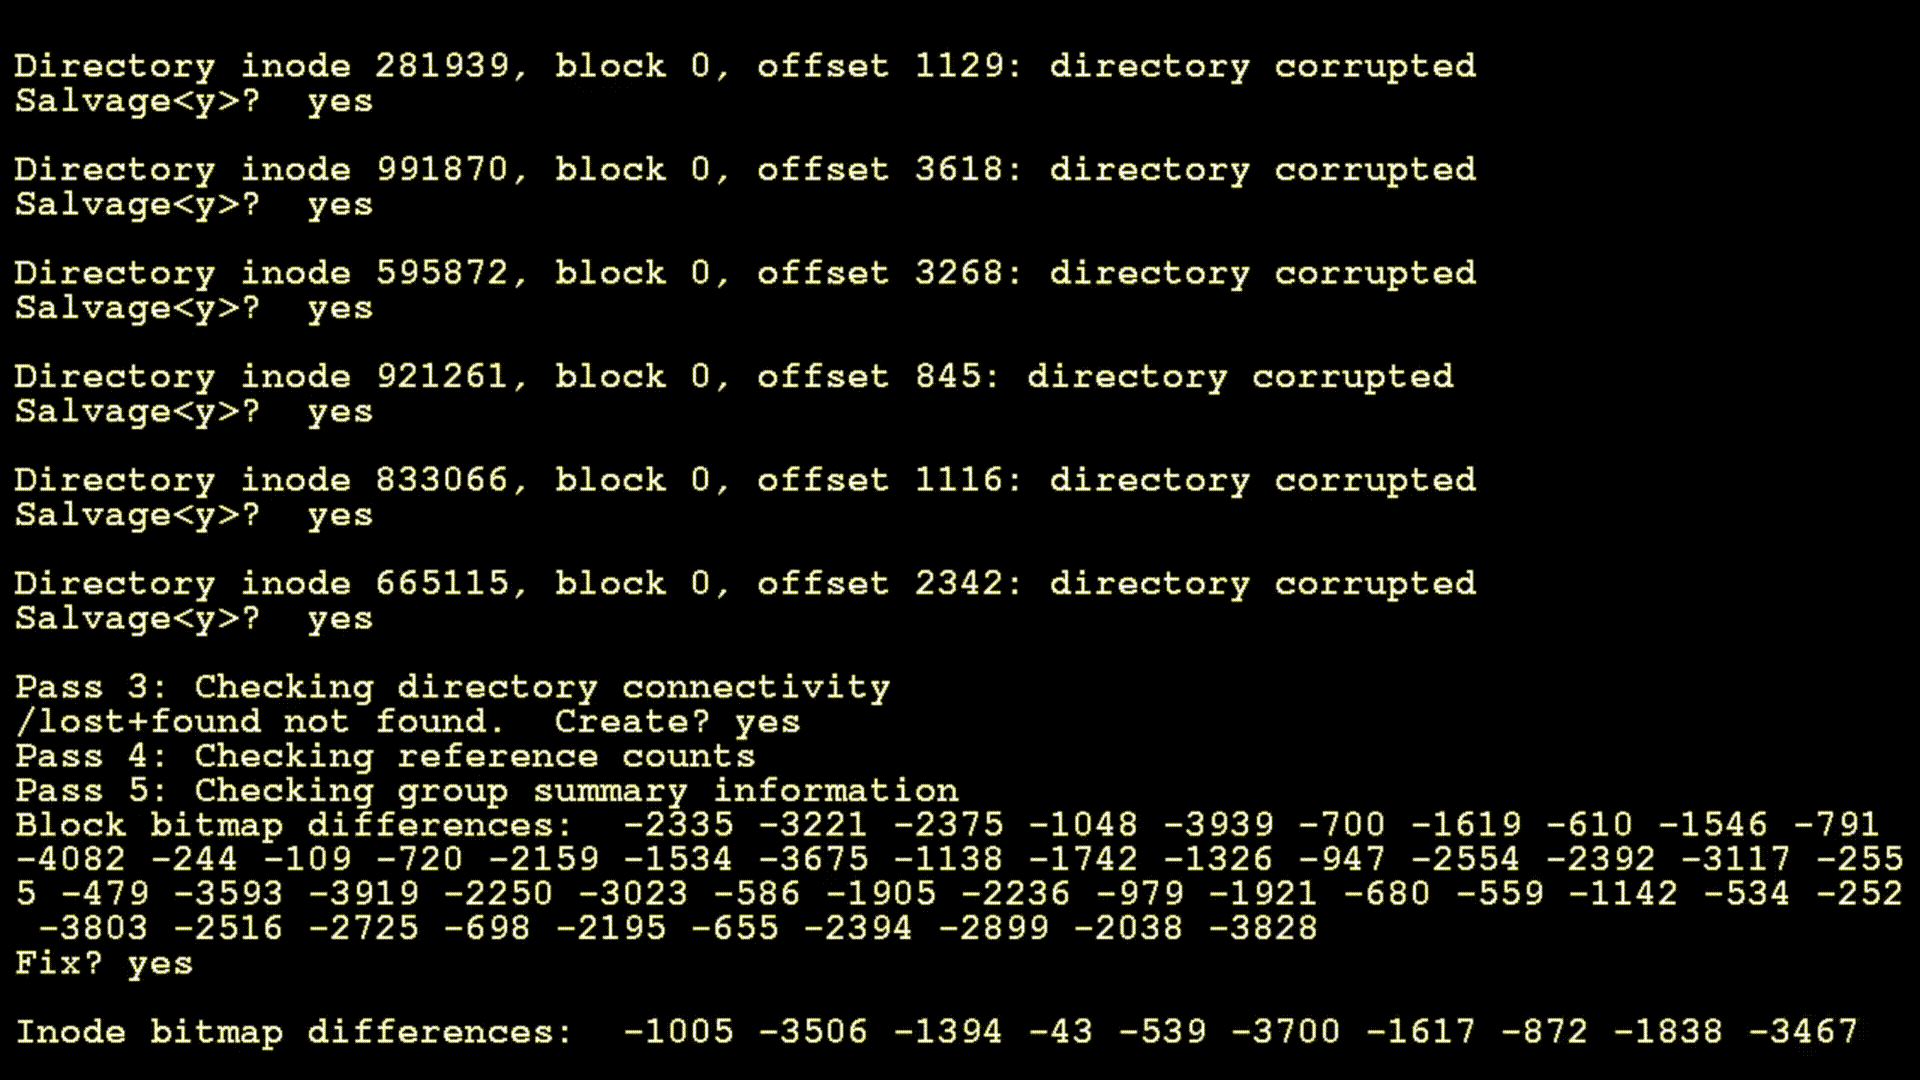 Directory inode 281939, block 0, offset 1129: directory corrupted
Salvage<y>?  yes
Directory inode 991870, block 0, offset 3618: directory corrupted
Salvage<y>?  yes
Directory inode 595872, block 0, offset 3268: directory corrupted
Salvage<y>?  yes
Directory inode 921261, block 0, offset 845: directory corrupted
Salvage<y>?  yes
Directory inode 833066, block 0, offset 1116: directory corrupted
Salvage<y>?  yes
Directory inode 665115, block 0, offset 2342: directory corrupted
Salvage<y>?  yes
Pass 3: Checking directory connectivity
/lost+found not found.  Create? yes
Pass 4: Checking reference counts
Pass 5: Checking group summary information
Block bitmap differences:  -2335 -3221 -2375 -1048 -3939 -700 -1619 -610 -1546 -791
-4082 -244 -109 -720 -2159 -1534 -3675 -1138 -1742 -1326 -947 -2554 -2392 -3117 -255
5 -479 -3593 -3919 -2250 -3023 -586 -1905 -2236 -979 -1921 -680 -559 -1142 -534 -252
 -3803 -2516 -2725 -698 -2195 -655 -2394 -2899 -2038 -3828
Fix? yes
Inode bitmap differences:  -1005 -3506 -1394 -43 -539 -3700 -1617 -872 -1838 -3467